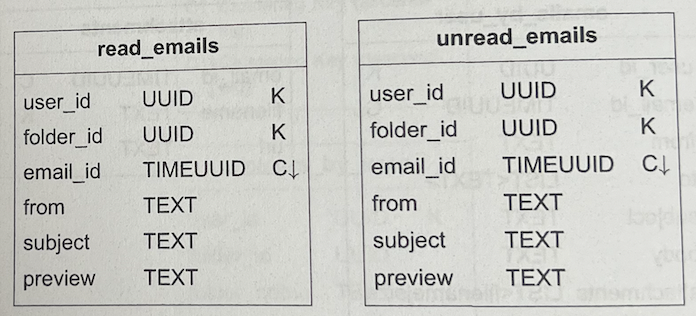 read_emails
user_id UUID K
folder_id UUID K
email_id TIMEUUID C↓
from TEXT
subject TEXT
preview TEXT
unread_emails
user_id UUID K
folder_id UUID K
email_id TIMEUUID C↓
from TEXT
subject TEXT
preview TEXT